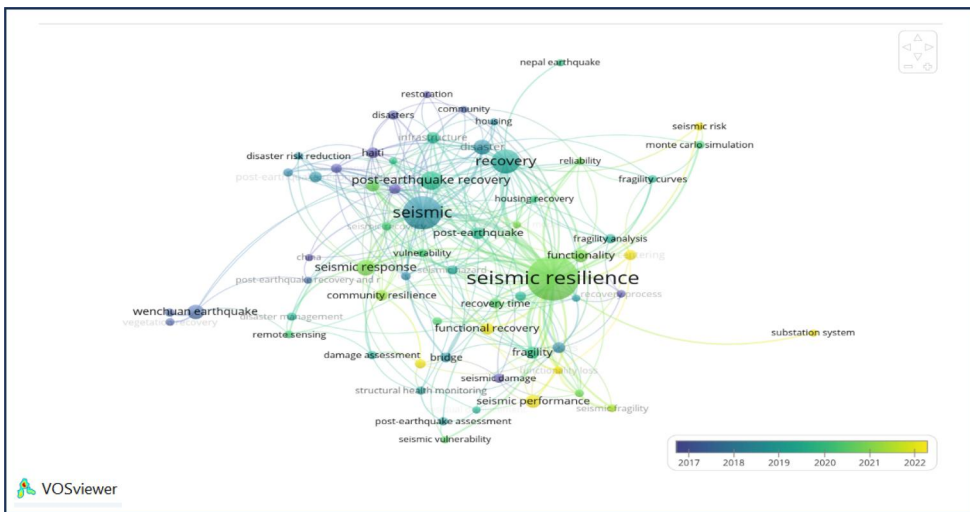 nepal earthquake
restoration
community
disasters
housing
seismic risk
infrastructure
disaster
monte carlo simulation
haiti
disaster risk reduction
recovery
reliability
post-earthquake recovery
fragility curves
housing recovery
seismic
post-earthquake
fragility analysis
vulnerability
functionality
china
seismic response
seismic resilience
post earthquake recovery and r
recovery process
community resilience
recovery time
wenchuan earthquake
disaster management
vegetation recovery
functional recovery
substation system
remote sensing
damage assessment
bridge
fragility
functionality loss
seismic damage
structural health monitoring
seismic performance
seismic fragility
post-earthquake assessment
seismic vulnerability
2017 2018 2019 2020 2021 2022
VOSviewer